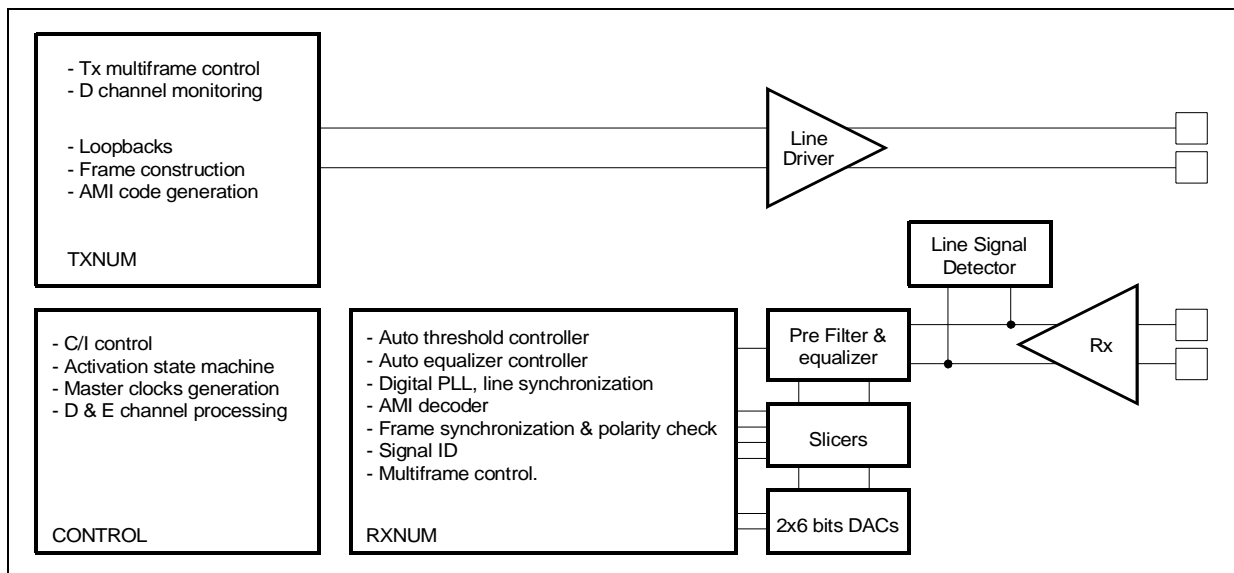 - Tx multiframe control
- D channel monitoring
- Loopbacks
- Frame construction
- AMI code generation
TXNUM
Line
Driver
Line Signal
Detector
Rx
- C/I control
- Activation state machine
- Master clocks generation
- D & E channel processing
CONTROL
- Auto threshold controller
- Auto equalizer controller
- Digital PLL, line synchronization
- AMI decoder
- Frame synchronization & polarity check
- Signal ID
- Multiframe control.
RXNUM
Pre Filter &
equalizer
Slicers
2x6 bits DACs